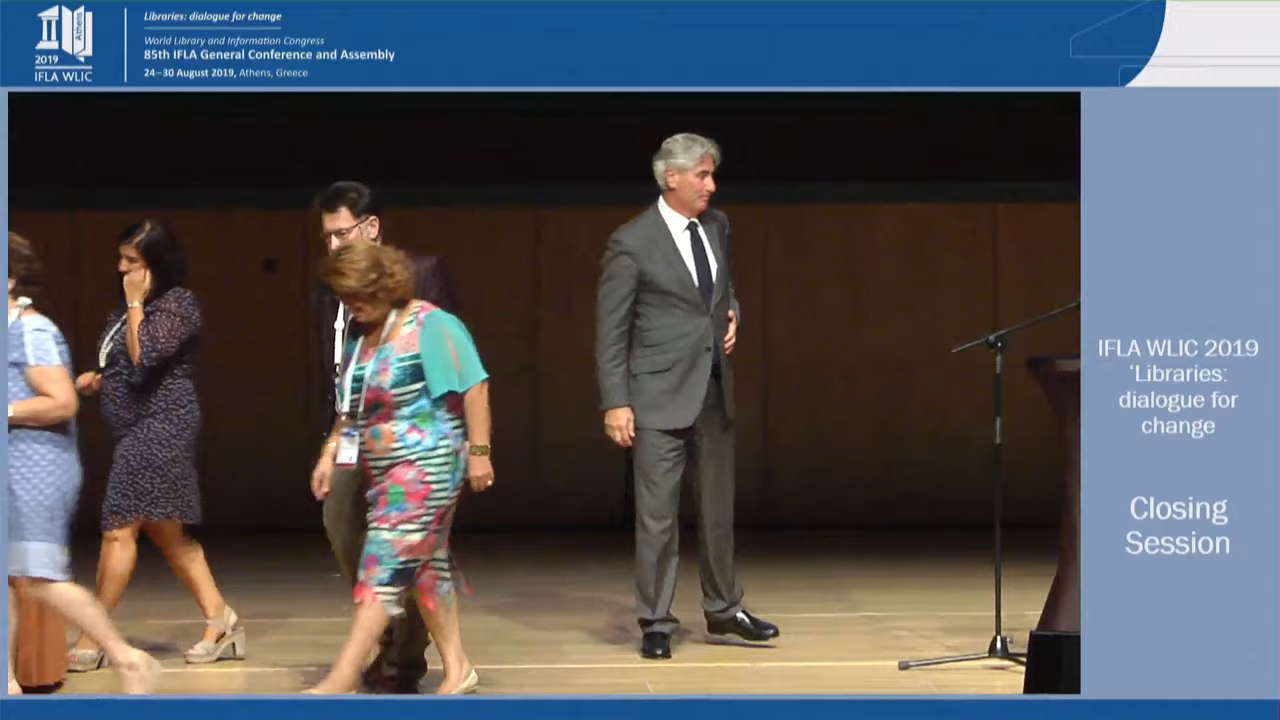 Athens
2019
IFLA WLIC
Libraries: dialogue for change
World Library and Information Congress
85th IFLA General Conference and Assembly
24–30 August 2019, Athens, Greece
IFLA WLIC 2019
‘Libraries:
dialogue for
change
Closing
Session